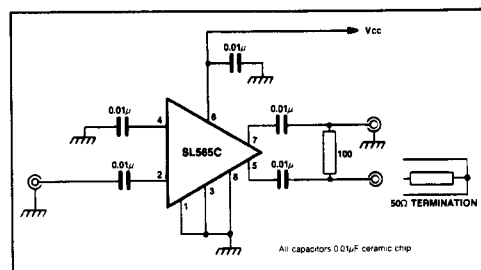 Vcc
0.01μ
6
0.01μ
4
0.01μ
7
SL565C
100
0.01μ
0.01μ
2
5
8
1
3
50Ω TERMINATION
All capacitors 0.01μF ceramic chip